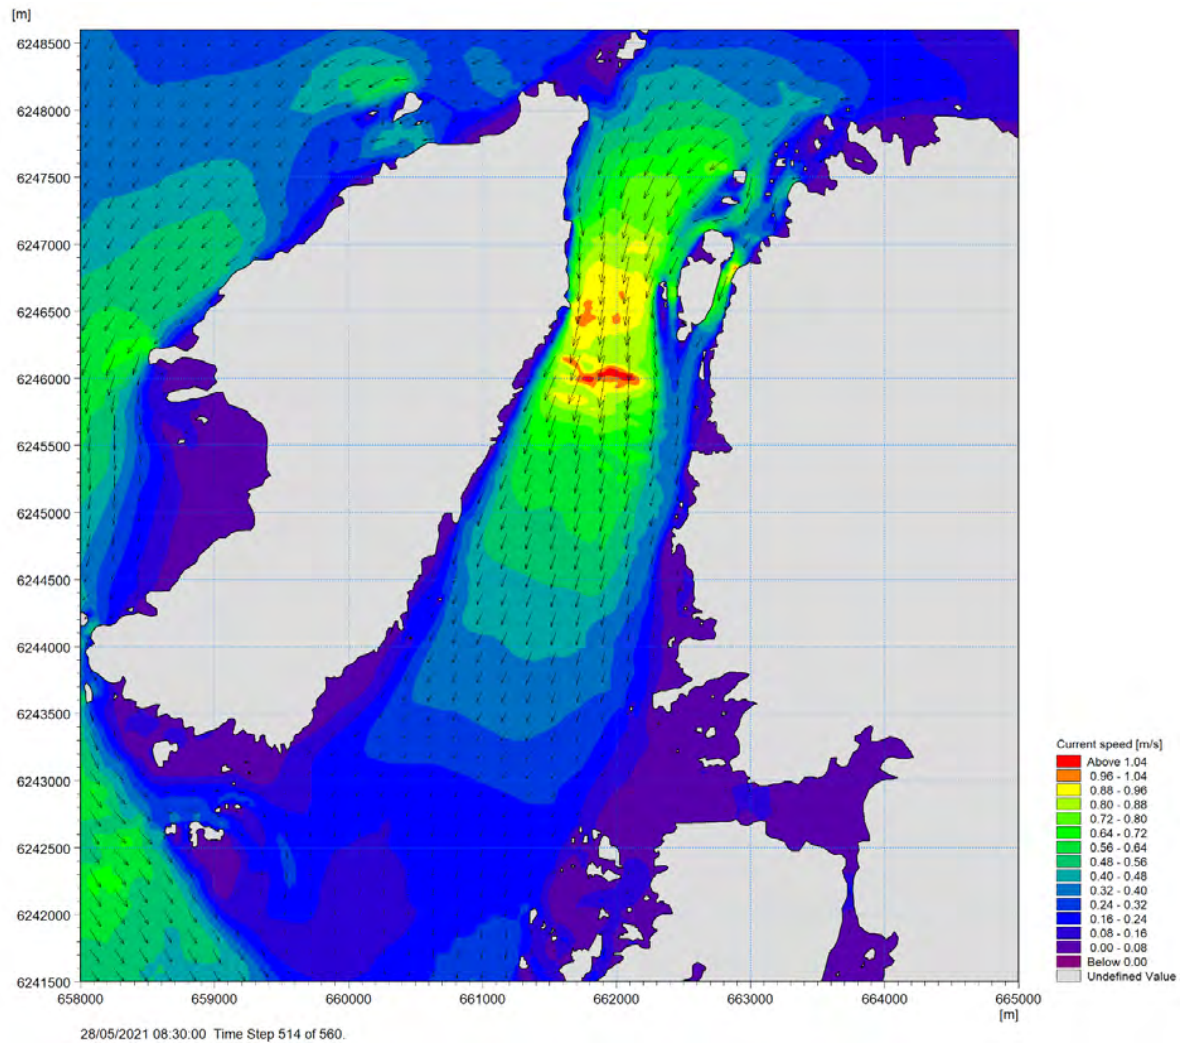 [m]
6248500
6248000
6247500
6247000
6246500
6246000
6245500
6245000
6244500
6244000
6243500
6243000
6242500
6242000
6241500
658000 659000 660000 661000 662000 663000 664000 665000
[m]
Current speed [m/s]
Above 1.04
0.96 - 1.04
0.88 - 0.96
0.80 - 0.88
0.72 - 0.80
0.64 - 0.72
0.56 - 0.64
0.48 - 0.56
0.40 - 0.48
0.32 - 0.40
0.24 - 0.32
0.16 - 0.24
0.08 - 0.16
0.00 - 0.08
Below 0.00
Undefined Value
28/05/2021 08:30:00 Time Step 514 of 560.